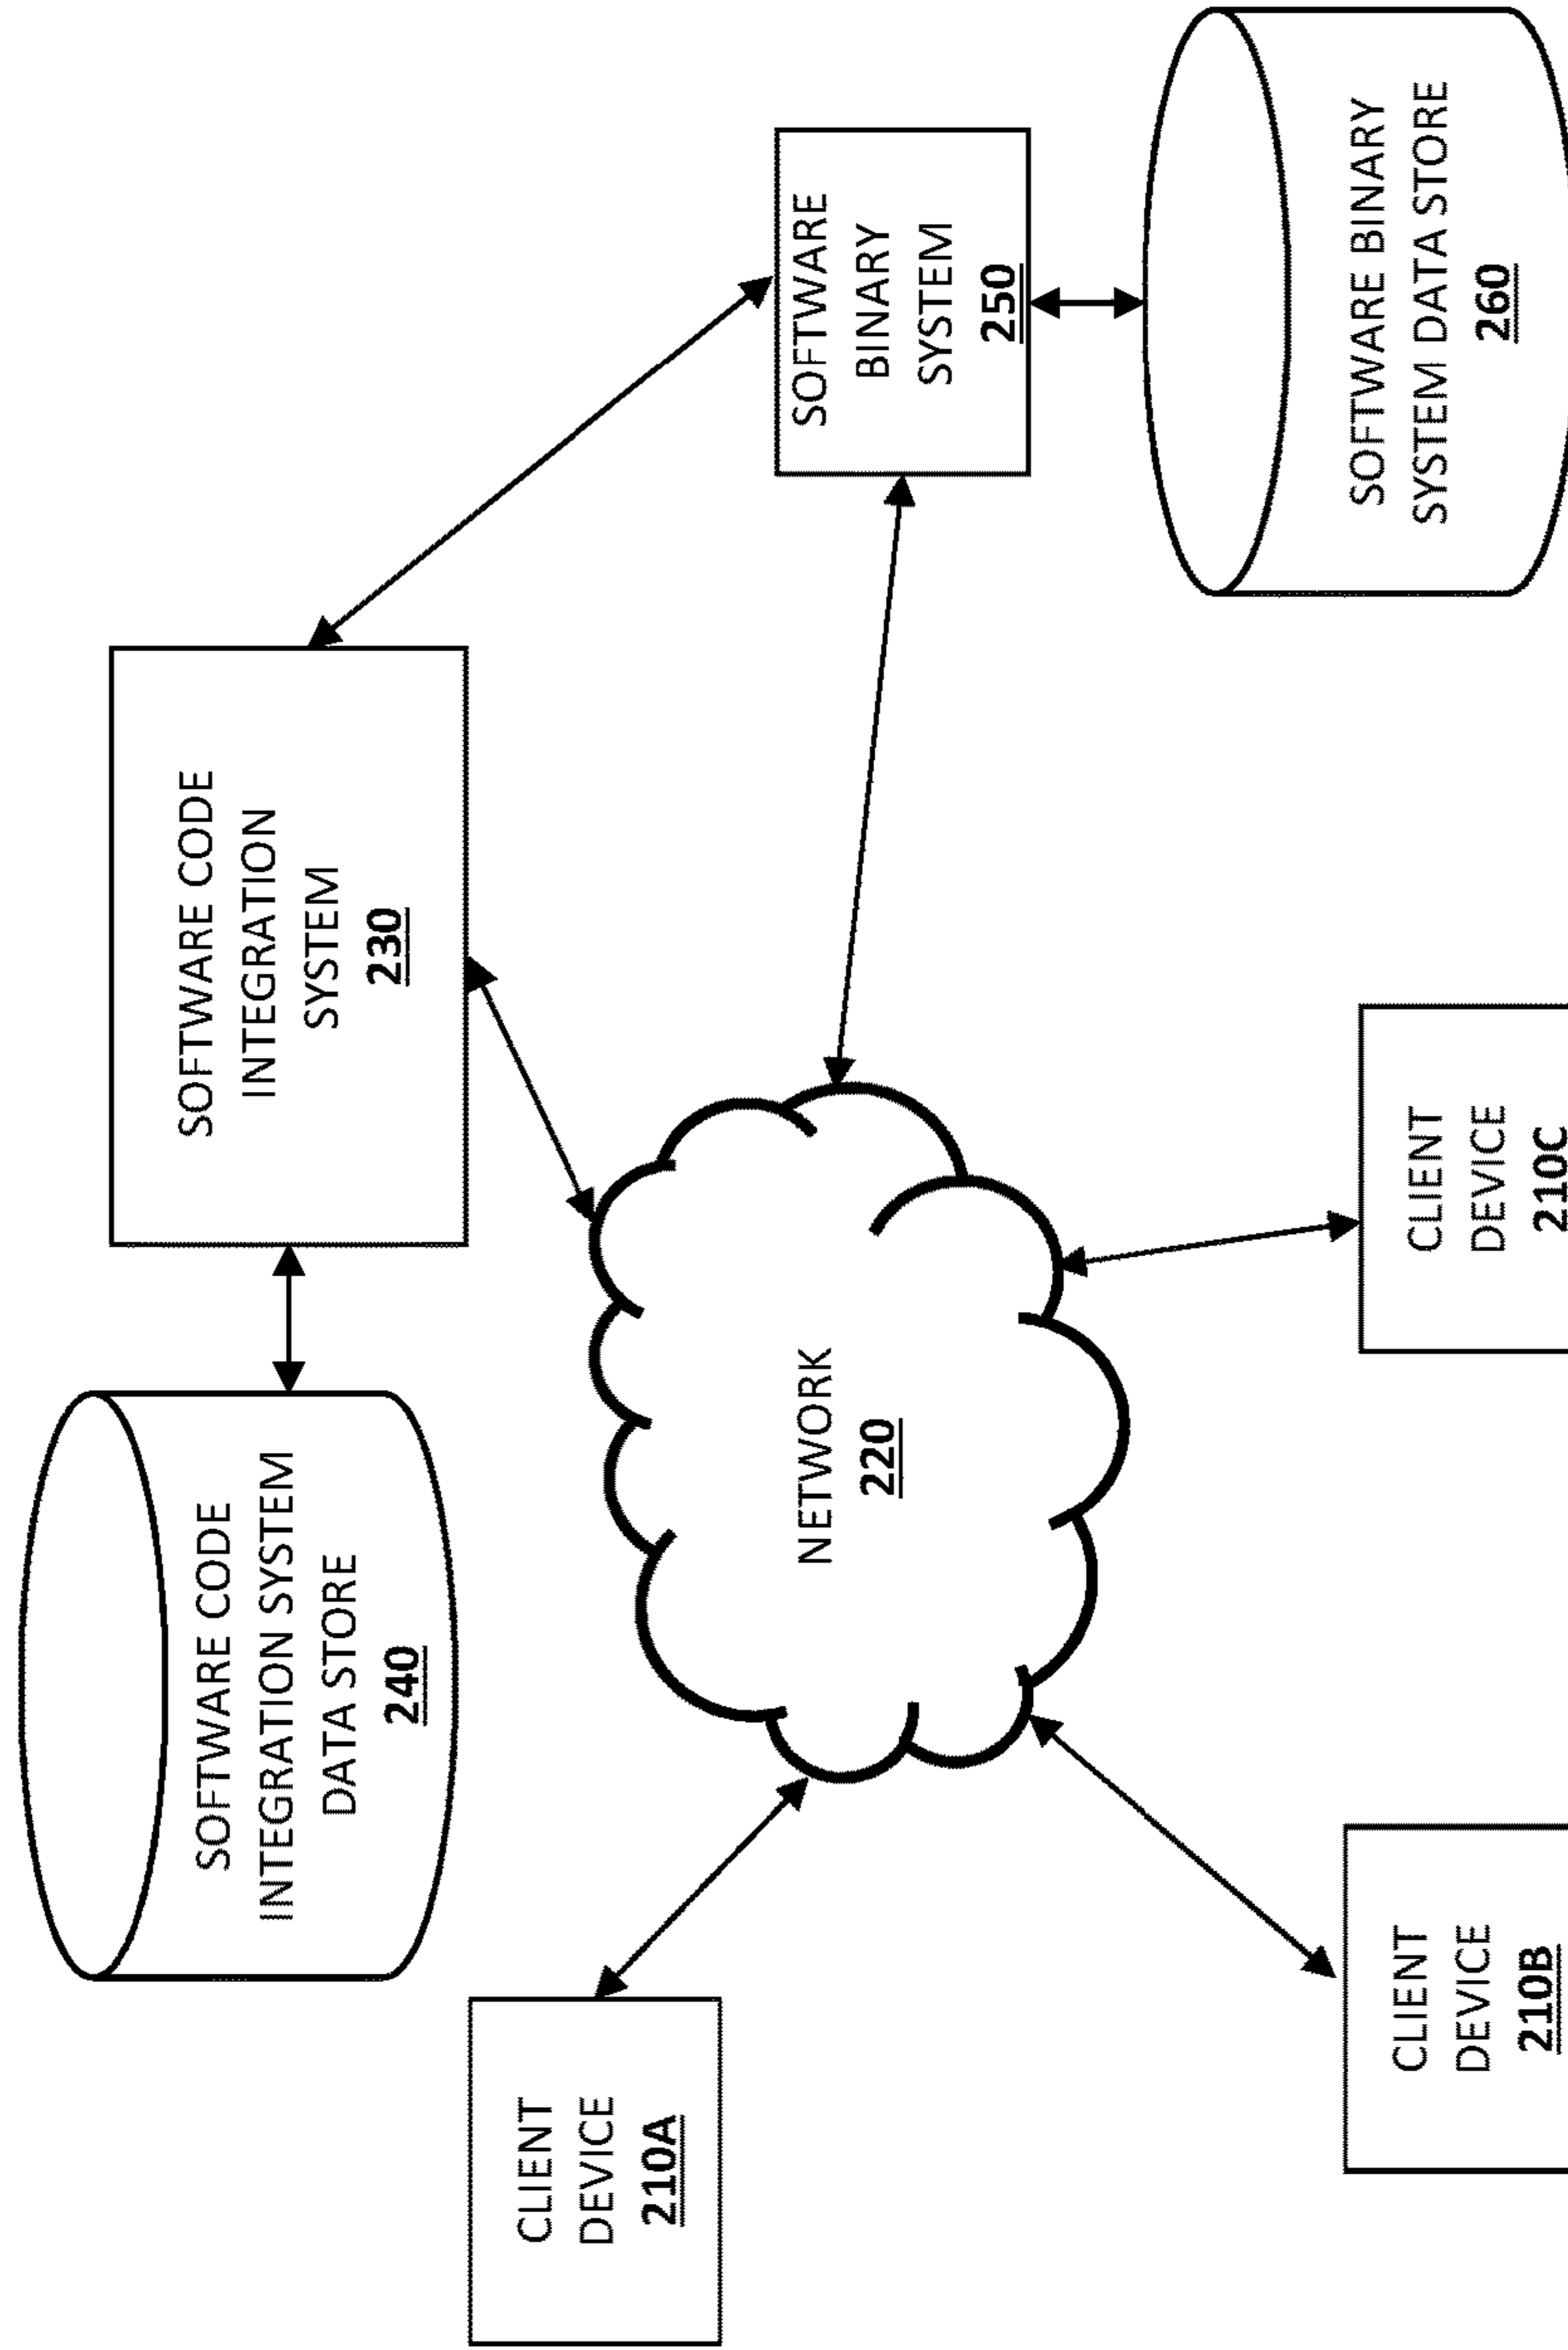 SOFTWARE CODE
INTEGRATION SYSTEM
DATA STORE
240
SOFTWARE CODE
INTEGRATION
SYSTEM
230
SOFTWARE
BINARY
SYSTEM
250
SOFTWARE BINARY
SYSTEM DATA STORE
260
NETWORK
220
CLIENT
DEVICE
210A
CLIENT
DEVICE
210B
CLIENT
DEVICE
210C